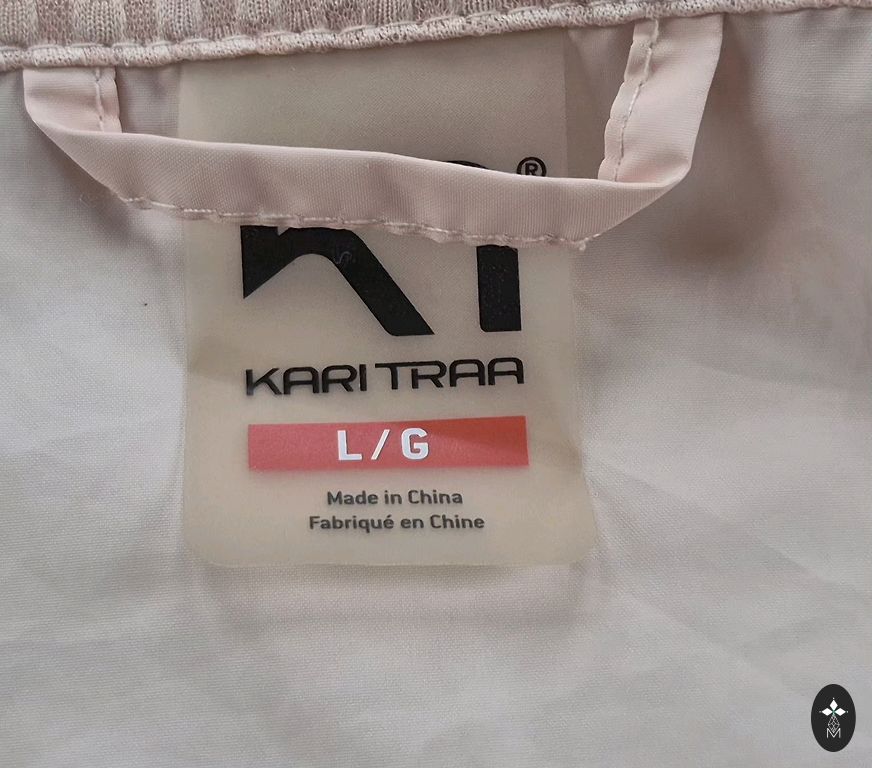 ®
KARI TRAA
L/G
Made in China
Fabriqué en Chine
M